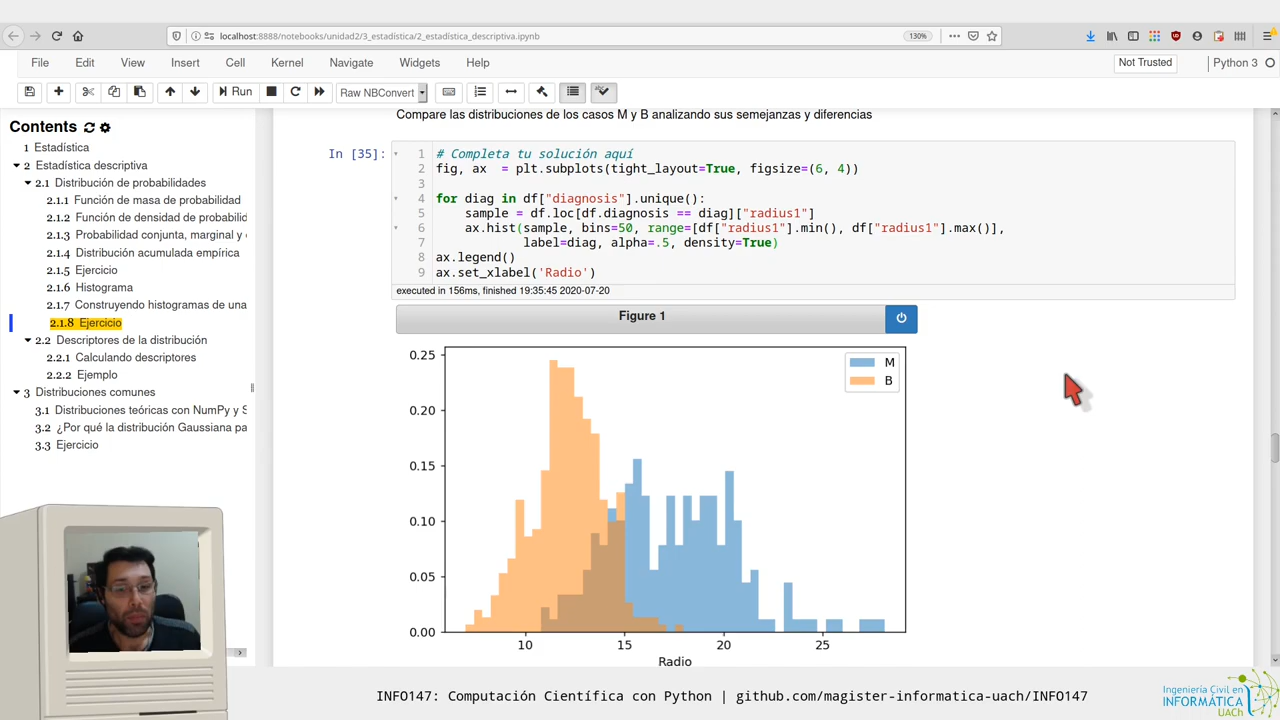 localhost:8888/notebooks/unidad2/3_estadística/2_estadística_descriptiva.ipynb
130%
File Edit View Insert Cell Kernel Navigate Widgets Help
Not Trusted
Python 3
Run
Raw NBConvert
Contents
1 Estadística
2 Estadística descriptiva
2.1 Distribución de probabilidades
2.1.1 Función de masa de probabilidad
2.1.2 Función de densidad de probabilid
2.1.3 Probabilidad conjunta, marginal y
2.1.4 Distribución acumulada empírica
2.1.5 Ejercicio
2.1.6 Histograma
2.1.7 Construyendo histogramas de una
2.1.8 Ejercicio
2.2 Descriptores de la distribución
2.2.1 Calculando descriptores
2.2.2 Ejemplo
3 Distribuciones comunes
3.1 Distribuciones teóricas con NumPy y S
3.2 ¿Por qué la distribución Gaussiana pa
3.3 Ejercicio
Compare las distribuciones de los casos M y B analizando sus semejanzas y diferencias
In [35]:
1 # Completa tu solución aquí
2 fig, ax = plt.subplots(tight_layout=True, figsize=(6, 4))
3
4 for diag in df["diagnosis"].unique():
5 sample = df.loc[df.diagnosis == diag]["radius1"]
6 ax.hist(sample, bins=50, range=[df["radius1"].min(), df["radius1"].max()],
7 label=diag, alpha=.5, density=True)
8 ax.legend()
9 ax.set_xlabel('Radio')
executed in 156ms, finished 19:35:45 2020-07-20
Figure 1
M
B
0.25
0.20
0.15
0.10
0.05
0.00
10 15 20 25
Radio
INFO147: Computación Científica con Python | github.com/magister-informatica-uach/INFO147
Ingeniería Civil en
INFORMÁTICA
UACh